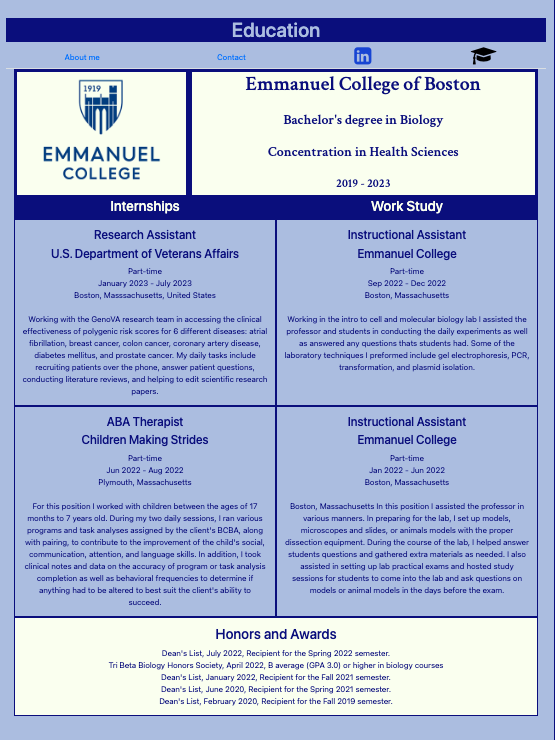 Education
About me
Contact
in
1919
EMMANUEL
COLLEGE
Emmanuel College of Boston
Bachelor's degree in Biology
Concentration in Health Sciences
2019 - 2023
Internships
Work Study
Research Assistant
U.S. Department of Veterans Affairs
Part-time
January 2023 - July 2023
Boston, Masssachusetts, United States
Working with the GenoVA research team in accessing the clinical
effectiveness of polygenic risk scores for 6 different diseases: atrial
fibrillation, breast cancer, colon cancer, coronary artery disease,
diabetes mellitus, and prostate cancer. My daily tasks include
recruiting patients over the phone, answer patient questions,
conducting literature reviews, and helping to edit scientific research
papers.
Instructional Assistant
Emmanuel College
Part-time
Sep 2022 - Dec 2022
Boston, Massachusetts
Working in the intro to cell and molecular biology lab I assisted the
professor and students in conducting the daily experiments as well
as answered any questions thats students had. Some of the
laboratory techniques I preformed include gel electrophoresis, PCR,
transformation, and plasmid isolation.
ABA Therapist
Children Making Strides
Part-time
Jun 2022 - Aug 2022
Plymouth, Massachusetts
For this position I worked with children between the ages of 17
months to 7 years old. During my two daily sessions, I ran various
programs and task analyses assigned by the client's BCBA, along
with pairing, to contribute to the improvement of the child's social,
communication, attention, and language skills. In addition, I took
clinical notes and data on the accuracy of program or task analysis
completion as well as behavioral frequencies to determine if
anything had to be altered to best suit the client's ability to
succeed.
Instructional Assistant
Emmanuel College
Part-time
Jan 2022 - Jun 2022
Boston, Massachusetts
Boston, Massachusetts In this position I assisted the professor in
various manners. In preparing for the lab, I set up models,
microscopes and slides, or animals models with the proper
dissection equipment. During the course of the lab, I helped answer
students questions and gathered extra materials as needed. I also
assisted in setting up lab practical exams and hosted study
sessions for students to come into the lab and ask questions on
models or animal models in the days before the exam.
Honors and Awards
Dean's List, July 2022, Recipient for the Spring 2022 semester.
Tri Beta Biology Honors Society, April 2022, B average (GPA 3.0) or higher in biology courses
Dean's List, January 2022, Recipient for the Fall 2021 semester.
Dean's List, June 2020, Recipient for the Spring 2021 semester.
Dean's List, February 2020, Recipient for the Fall 2019 semester.